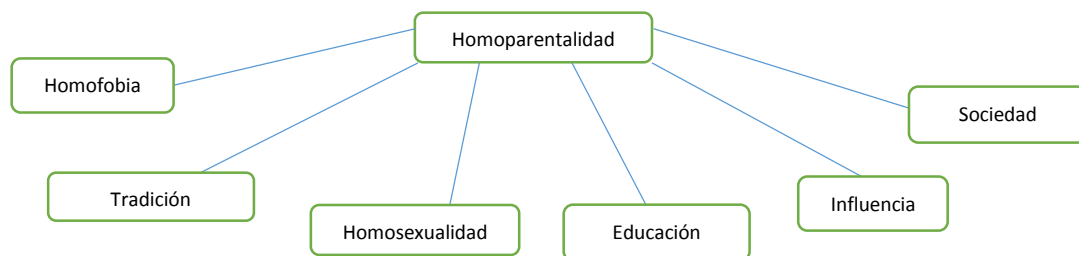 Homoparentalidad
Homofobia
Sociedad
Tradición
Influencia
Homosexualidad
Educación